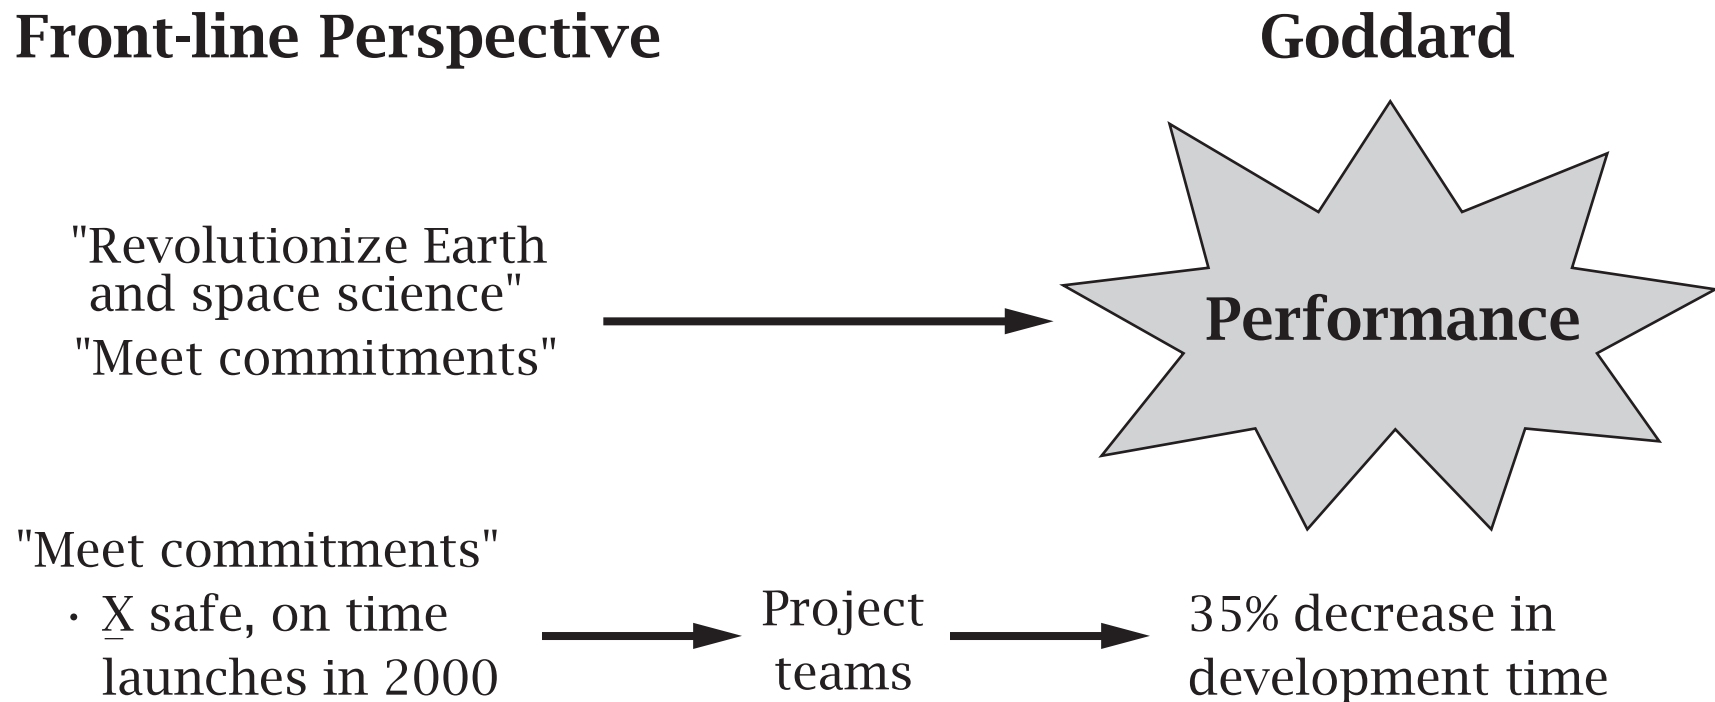 Front-line Perspective
Goddard
"Revolutionize Earth
and space science"
"Meet commitments"
Performance
"Meet commitments"
· X safe, on time
launches in 2000
Project
teams
35% decrease in
development time